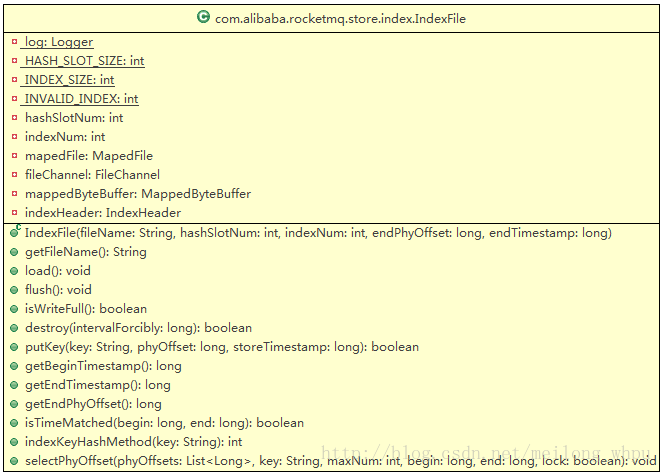 C com.alibaba.rocketmq.store.index.IndexFile
log: Logger
HASH_SLOT_SIZE: int
INDEX_SIZE: int
INVALID_INDEX: int
hashSlotNum: int
indexNum: int
mapedFile: MapedFile
fileChannel: FileChannel
mappedByteBuffer: MappedByteBuffer
indexHeader: IndexHeader
C IndexFile(fileName: String, hashSlotNum: int, indexNum: int, endPhyOffset: long, endTimestamp: long)
getFileName(): String
load(): void
flush(): void
isWriteFull(): boolean
destroy(intervalForcibly: long): boolean
putKey(key: String, phyOffset: long, storeTimestamp: long): boolean
getBeginTimestamp(): long
getEndTimestamp(): long
getEndPhyOffset(): long
isTimeMatched(begin: long, end: long): boolean
indexKeyHashMethod(key: String): int
http://blog.csdn.net/meilong_whpu
selectPhyOffset(phyOffsets: List<Long>, key: String, maxNum: int, begin: long, end: long, lock: boolean): void